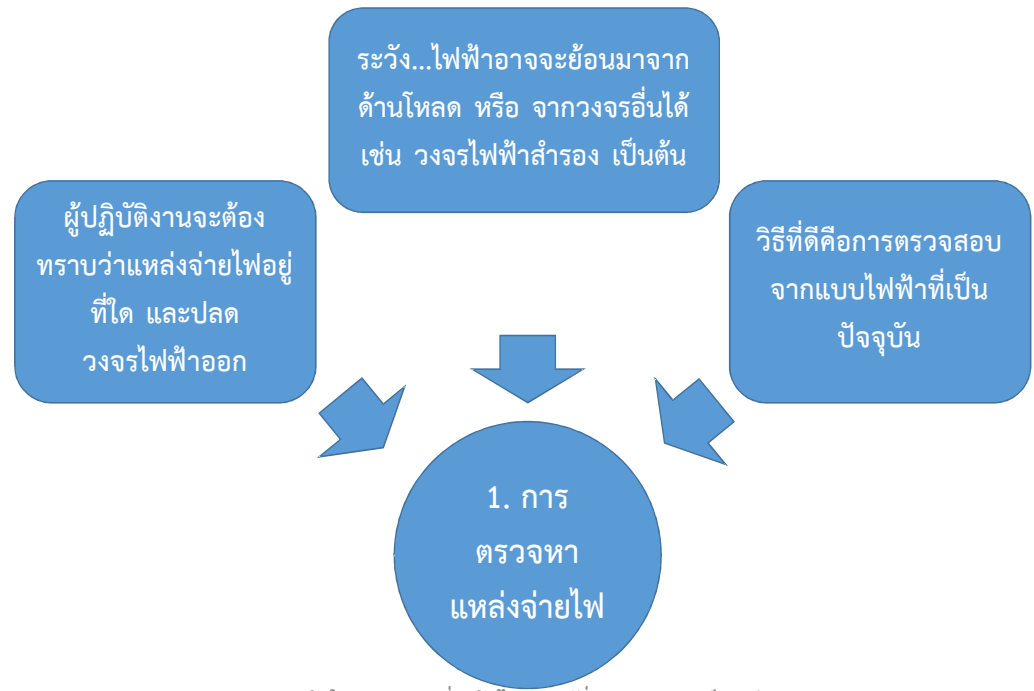 ระวัง...ไฟฟ้าอาจจะย้อนมาจาก
ด้านโหลด หรือ จากวงจรอื่นได้
เช่น วงจรไฟฟ้าสำรอง เป็นต้น
ผู้ปฏิบัติงานจะต้อง
ทราบว่าแหล่งจ่ายไฟอยู่
ที่ใด และปลด
วงจรไฟฟ้าออก
วิธีที่ดีคือการตรวจสอบ
จากแบบไฟฟ้าที่เป็น
ปัจจุบัน
1. การ
ตรวจหา
แหล่งจ่ายไฟ